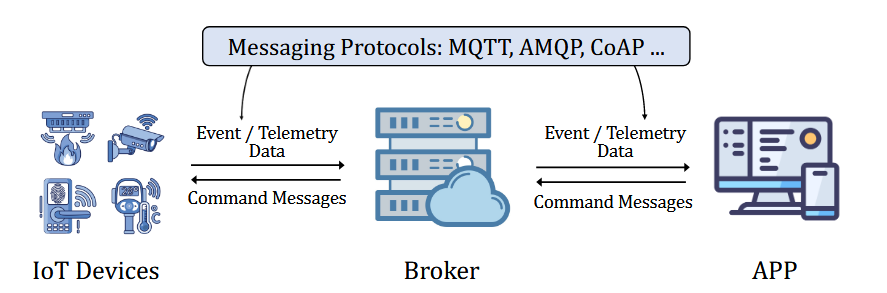 Messaging Protocols: MQTT, AMQP, CoAP ...
Event / Telemetry
Data
Command Messages
Event / Telemetry
Data
Command Messages
°C
IoT Devices
Broker
APP